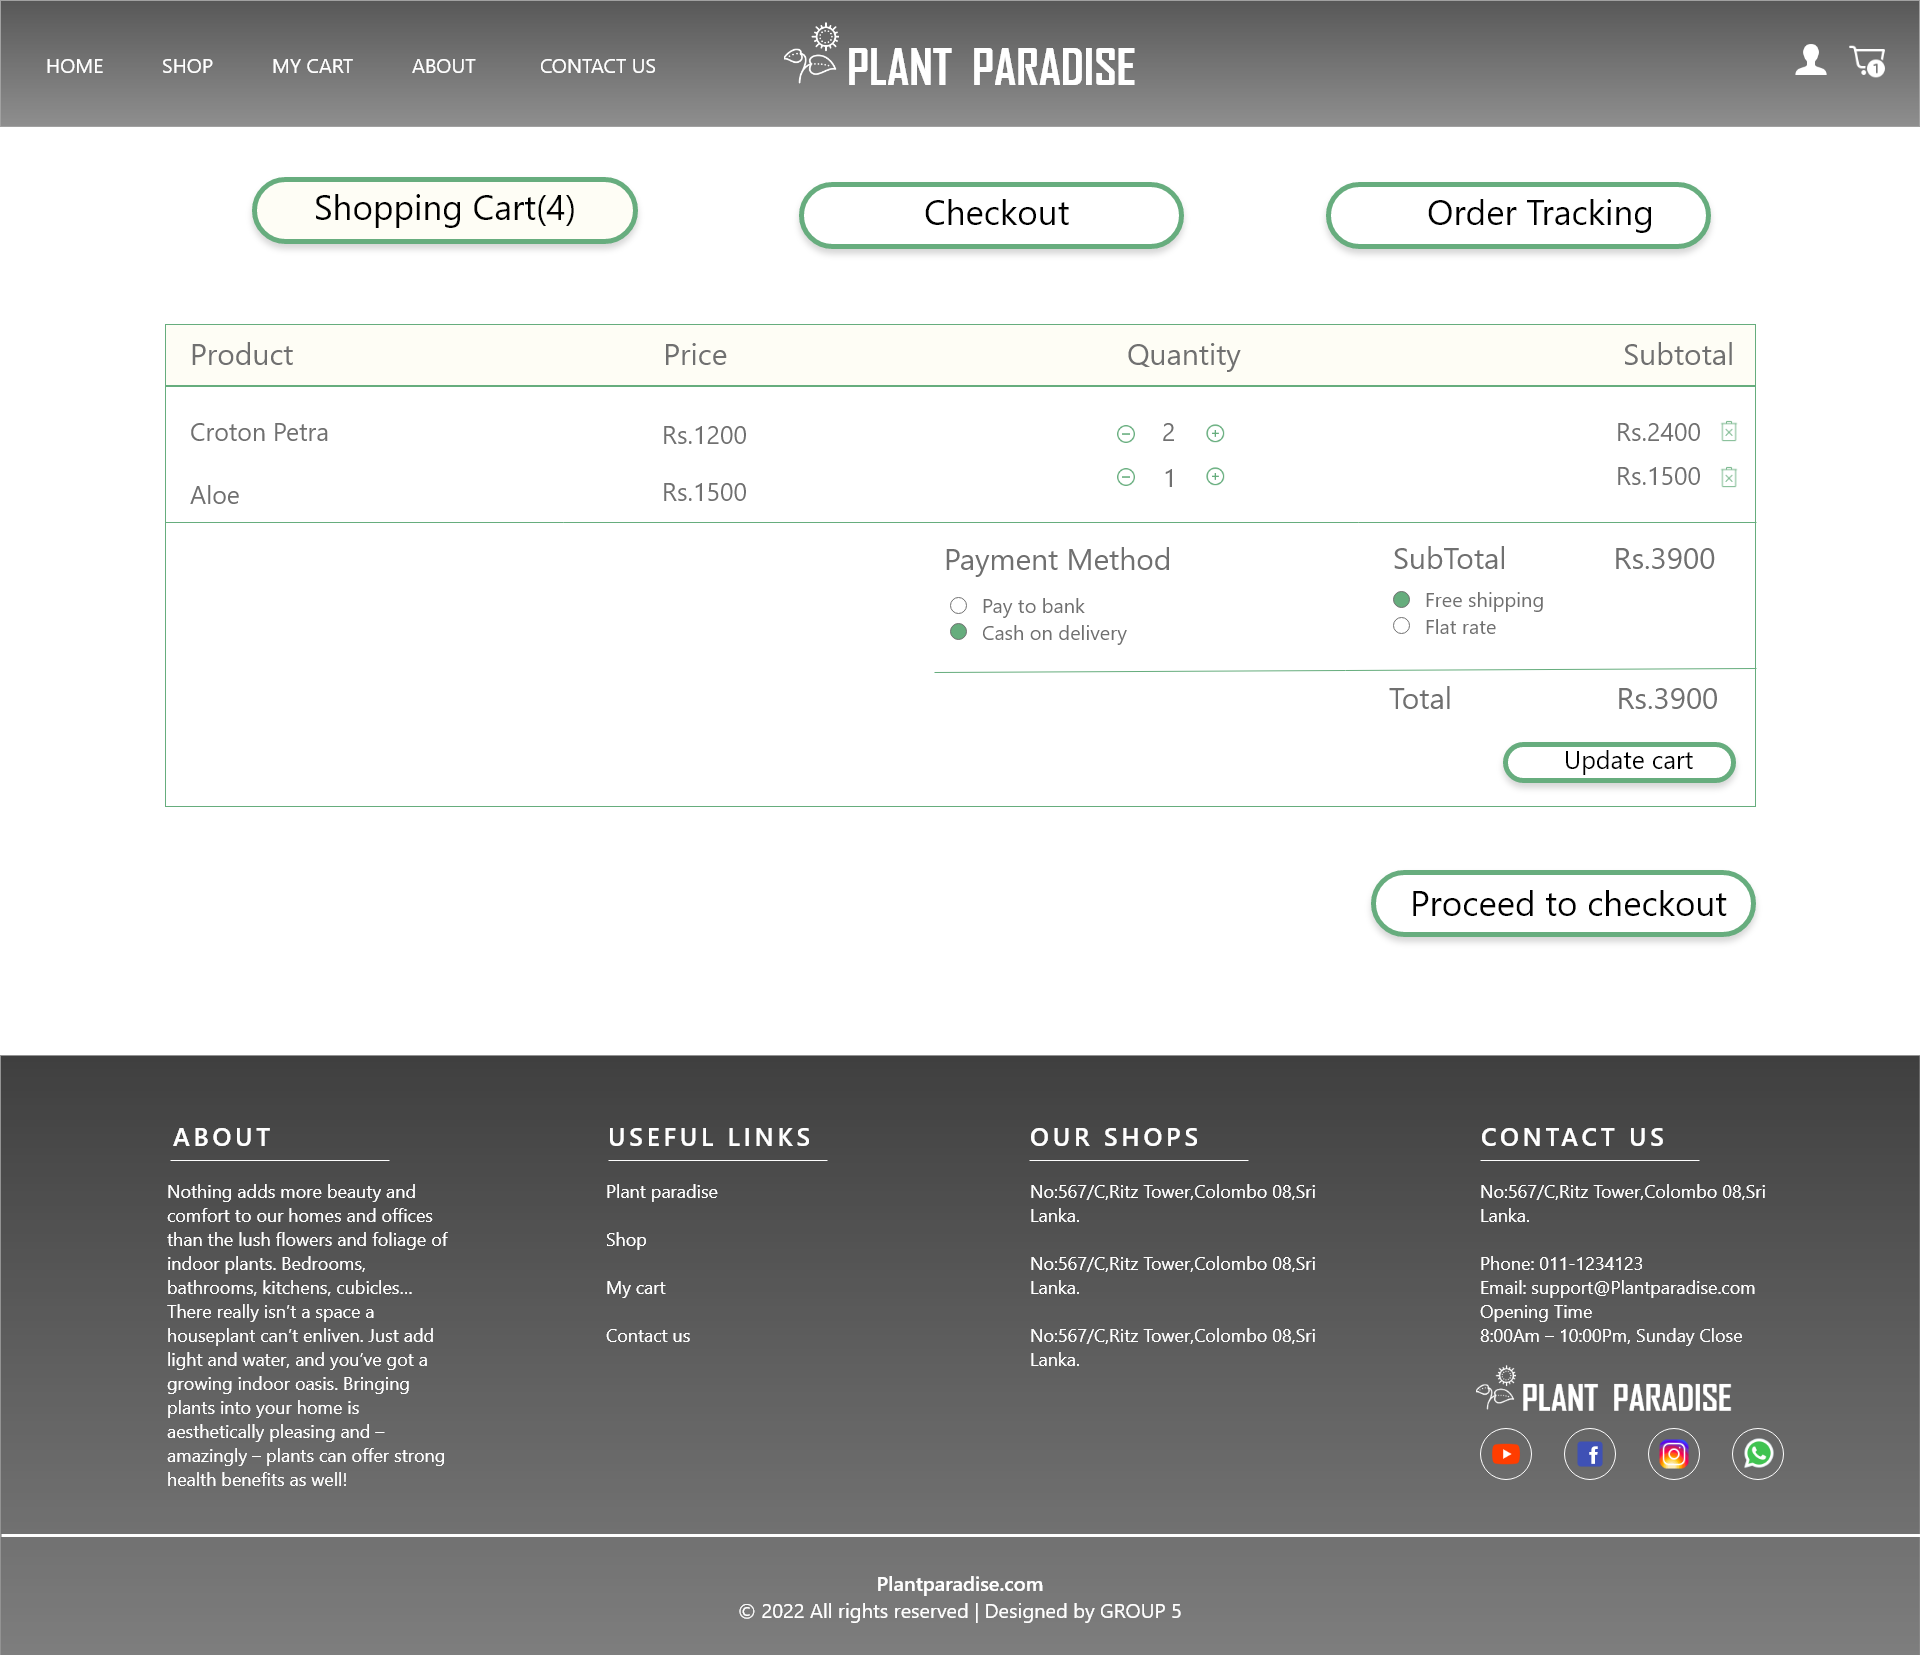 HOME SHOP MY CART ABOUT CONTACT US PLANT PARADISE 1
Shopping Cart(4) Checkout Order Tracking
Product Price Quantity Subtotal
Croton Petra Rs.1200 2 Rs.2400
Aloe Rs.1500 1 Rs.1500
Payment Method SubTotal Rs.3900
Pay to bank Free shipping
Cash on delivery Flat rate
Total Rs.3900
Update cart
Proceed to checkout
ABOUT
Nothing adds more beauty and
comfort to our homes and offices
than the lush flowers and foliage of
indoor plants. Bedrooms,
bathrooms, kitchens, cubicles...
There really isn’t a space a
houseplant can’t enliven. Just add
light and water, and you’ve got a
growing indoor oasis. Bringing
plants into your home is
aesthetically pleasing and –
amazingly – plants can offer strong
health benefits as well!
USEFUL LINKS
Plant paradise
Shop
My cart
Contact us
OUR SHOPS
No:567/C,Ritz Tower,Colombo 08,Sri
Lanka.
No:567/C,Ritz Tower,Colombo 08,Sri
Lanka.
No:567/C,Ritz Tower,Colombo 08,Sri
Lanka.
CONTACT US
No:567/C,Ritz Tower,Colombo 08,Sri
Lanka.
Phone: 011-1234123
Email: support@Plantparadise.com
Opening Time
8:00Am – 10:00Pm, Sunday Close
PLANT PARADISE
Plantparadise.com
© 2022 All rights reserved | Designed by GROUP 5